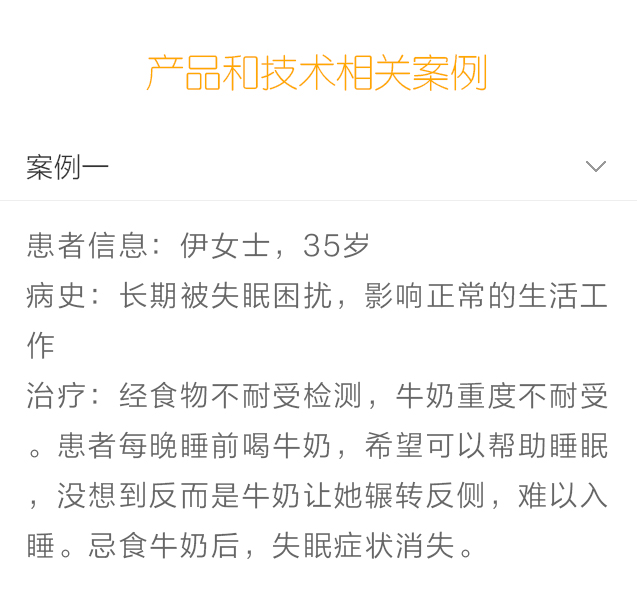 产品和技术相关案例
案例一
患者信息：伊女士，35岁
病史：长期被失眠困扰，影响正常的生活工
作
治疗：经食物不耐受检测，牛奶重度不耐受
。患者每晚睡前喝牛奶，希望可以帮助睡眠
，没想到反而是牛奶让她辗转反侧，难以入
睡。忌食牛奶后，失眠症状消失。